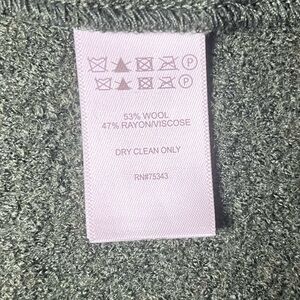 P
P
53% WOOL
47% RAYON/VISCOSE
DRY CLEAN ONLY
RN#75343